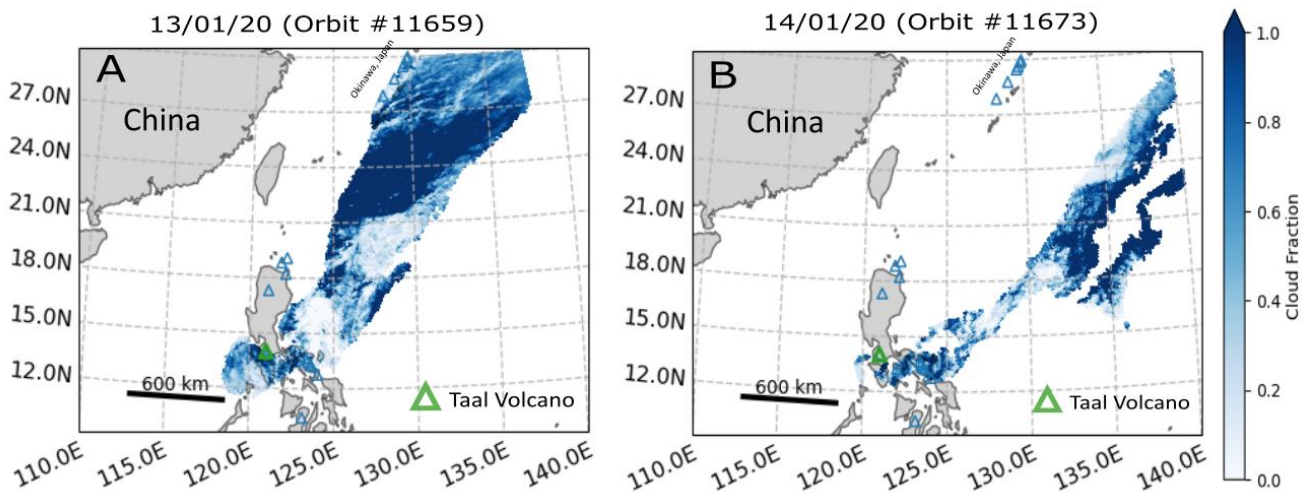 13/01/20 (Orbit #11659)
A
Okinawa, Japan
China
27.0N
24.0N
21.0N
18.0N
15.0N
12.0N
600 km
Taal Volcano
110.0E
115.0E
120.0E
125.0E
130.0E
135.0E
140.0E
14/01/20 (Orbit #11673)
B
Okinawa, Japan
China
27.0N
24.0N
21.0N
18.0N
15.0N
12.0N
600 km
Taal Volcano
110.0E
115.0E
120.0E
125.0E
130.0E
135.0E
140.0E
1.0
0.8
0.6
0.4
0.2
0.0
Cloud Fraction